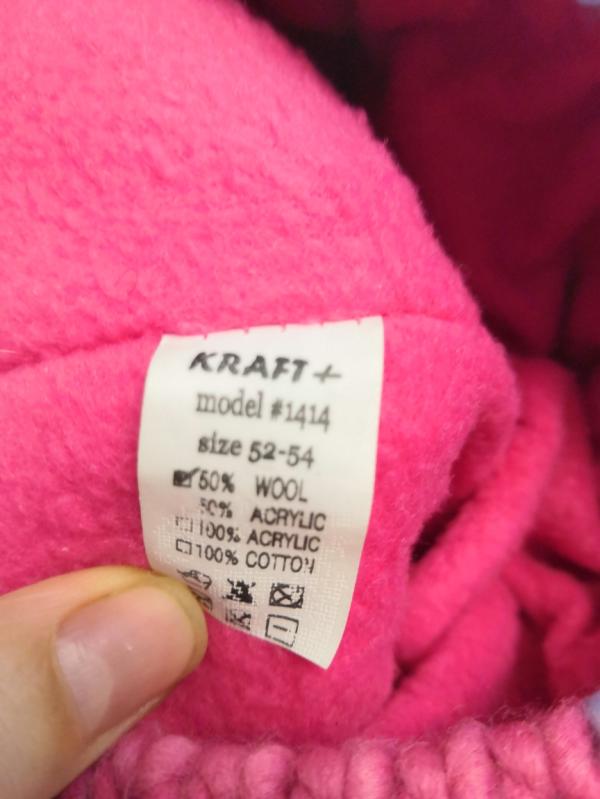 KRAFT+
model #1414
size 52-54
50% WOOL
50% ACRYLIC
100% ACRYLIC
100% COTTON